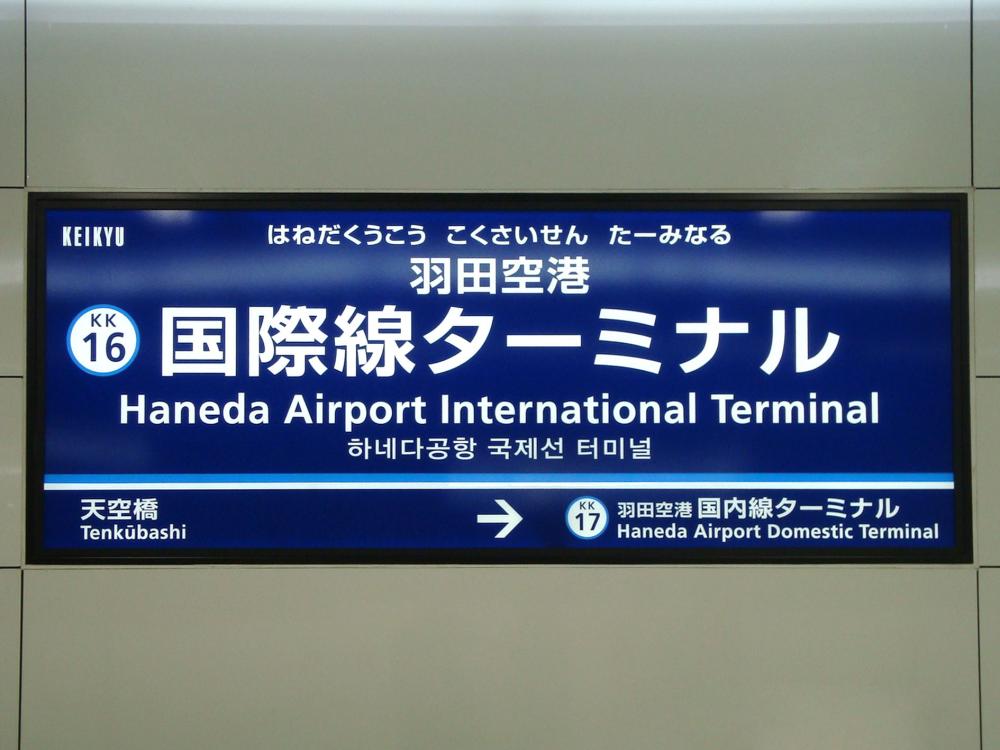 KEIKYU
はねだくうこう こくさいせん たーみなる
羽田空港
KK
16
国際線ターミナル
Haneda Airport International Terminal
하네다공항 국제선 터미널
天空橋
Tenkūbashi
→
KK
17
羽田空港 国内線ターミナル
Haneda Airport Domestic Terminal